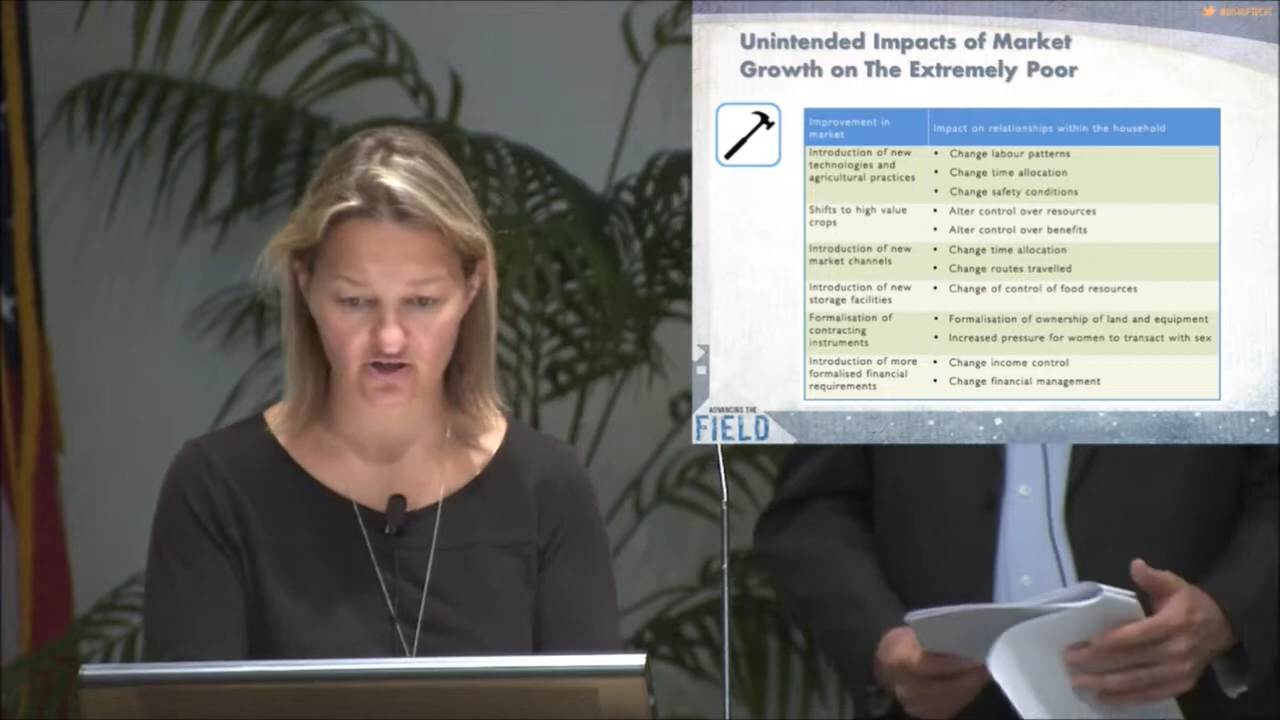 Unintended Impacts of Market
Growth on The Extremely Poor
Improvement in
market
Impact on relationships within the household
Introduction of new
technologies and
agricultural practices
• Change labour patterns
• Change time allocation
• Change safety conditions
Shifts to high value
crops
• Alter control over resources
• Alter control over benefits
Introduction of new
market channels
• Change time allocation
• Change routes travelled
Introduction of new
storage facilities
• Change of control of food resources
Formalisation of
contracting
instruments
• Formalisation of ownership of land and equipment
• Increased pressure for women to transact with sex
Introduction of more
formalised financial
requirements
• Change income control
• Change financial management
ADVANCING THE
FIELD